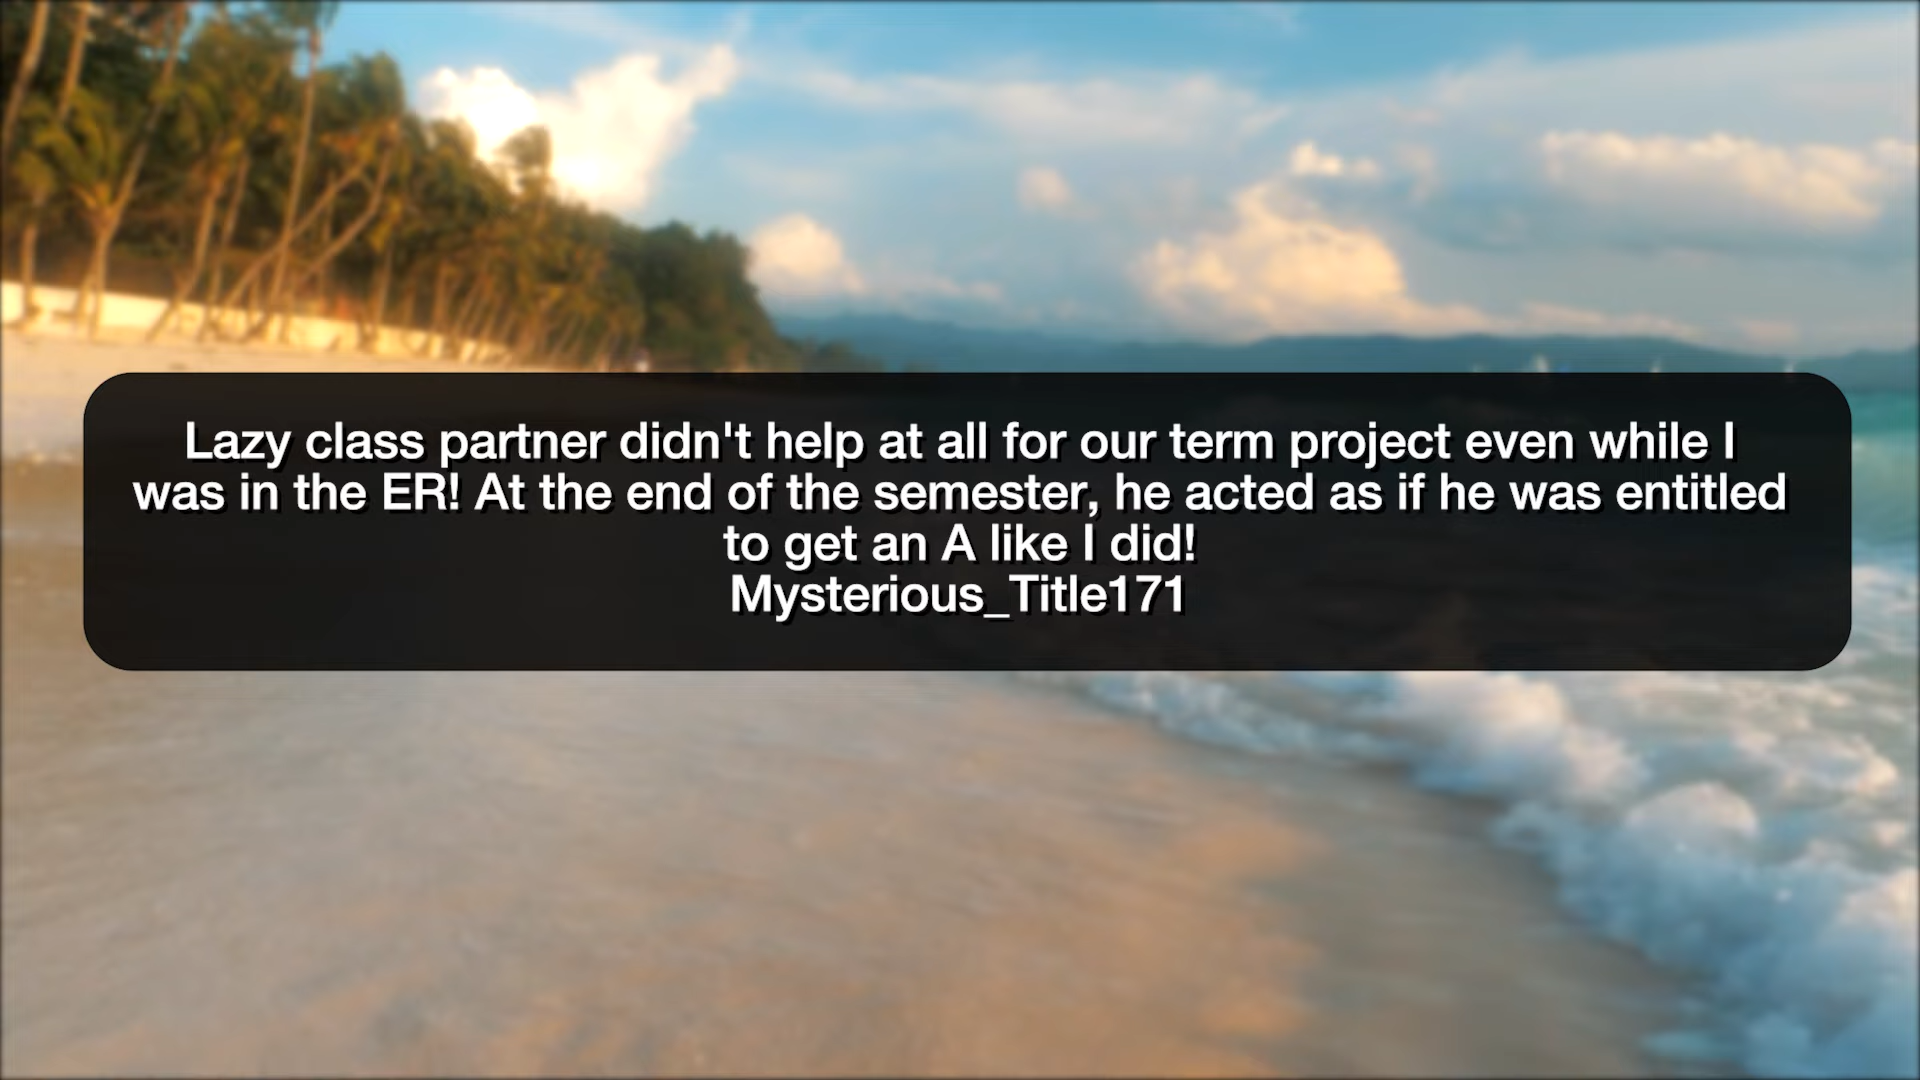 Lazy class partner didn't help at all for our term project even while I
was in the ER! At the end of the semester, he acted as if he was entitled
to get an A like I did!
Mysterious_Title171